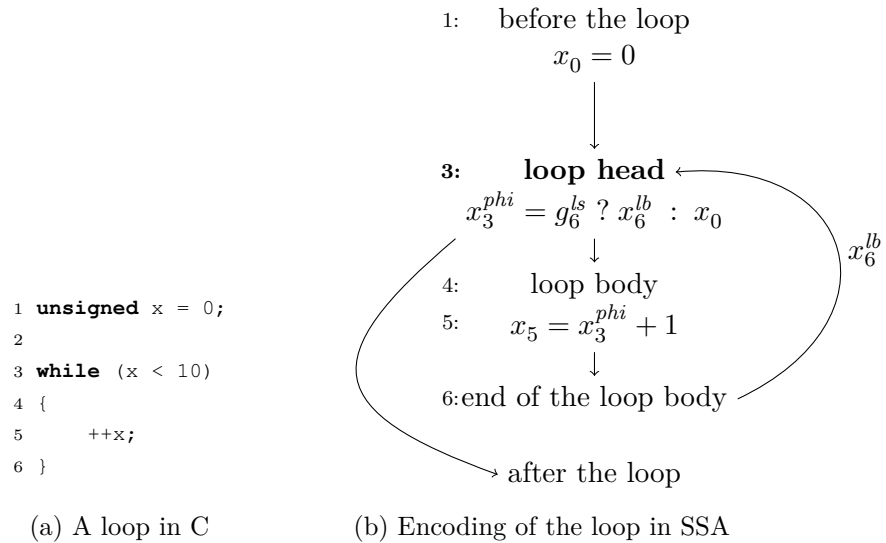 1: before the loop
x_0 = 0
3: loop head
x_3^{phi} = g_6^{ls} ? x_6^{lb} : x_0
x_6^{lb}
4: loop body
5: x_5 = x_3^{phi} + 1
6: end of the loop body
after the loop
1 unsigned x = 0;
2
3 while (x < 10)
4 {
5 ++x;
6 }
(a) A loop in C
(b) Encoding of the loop in SSA